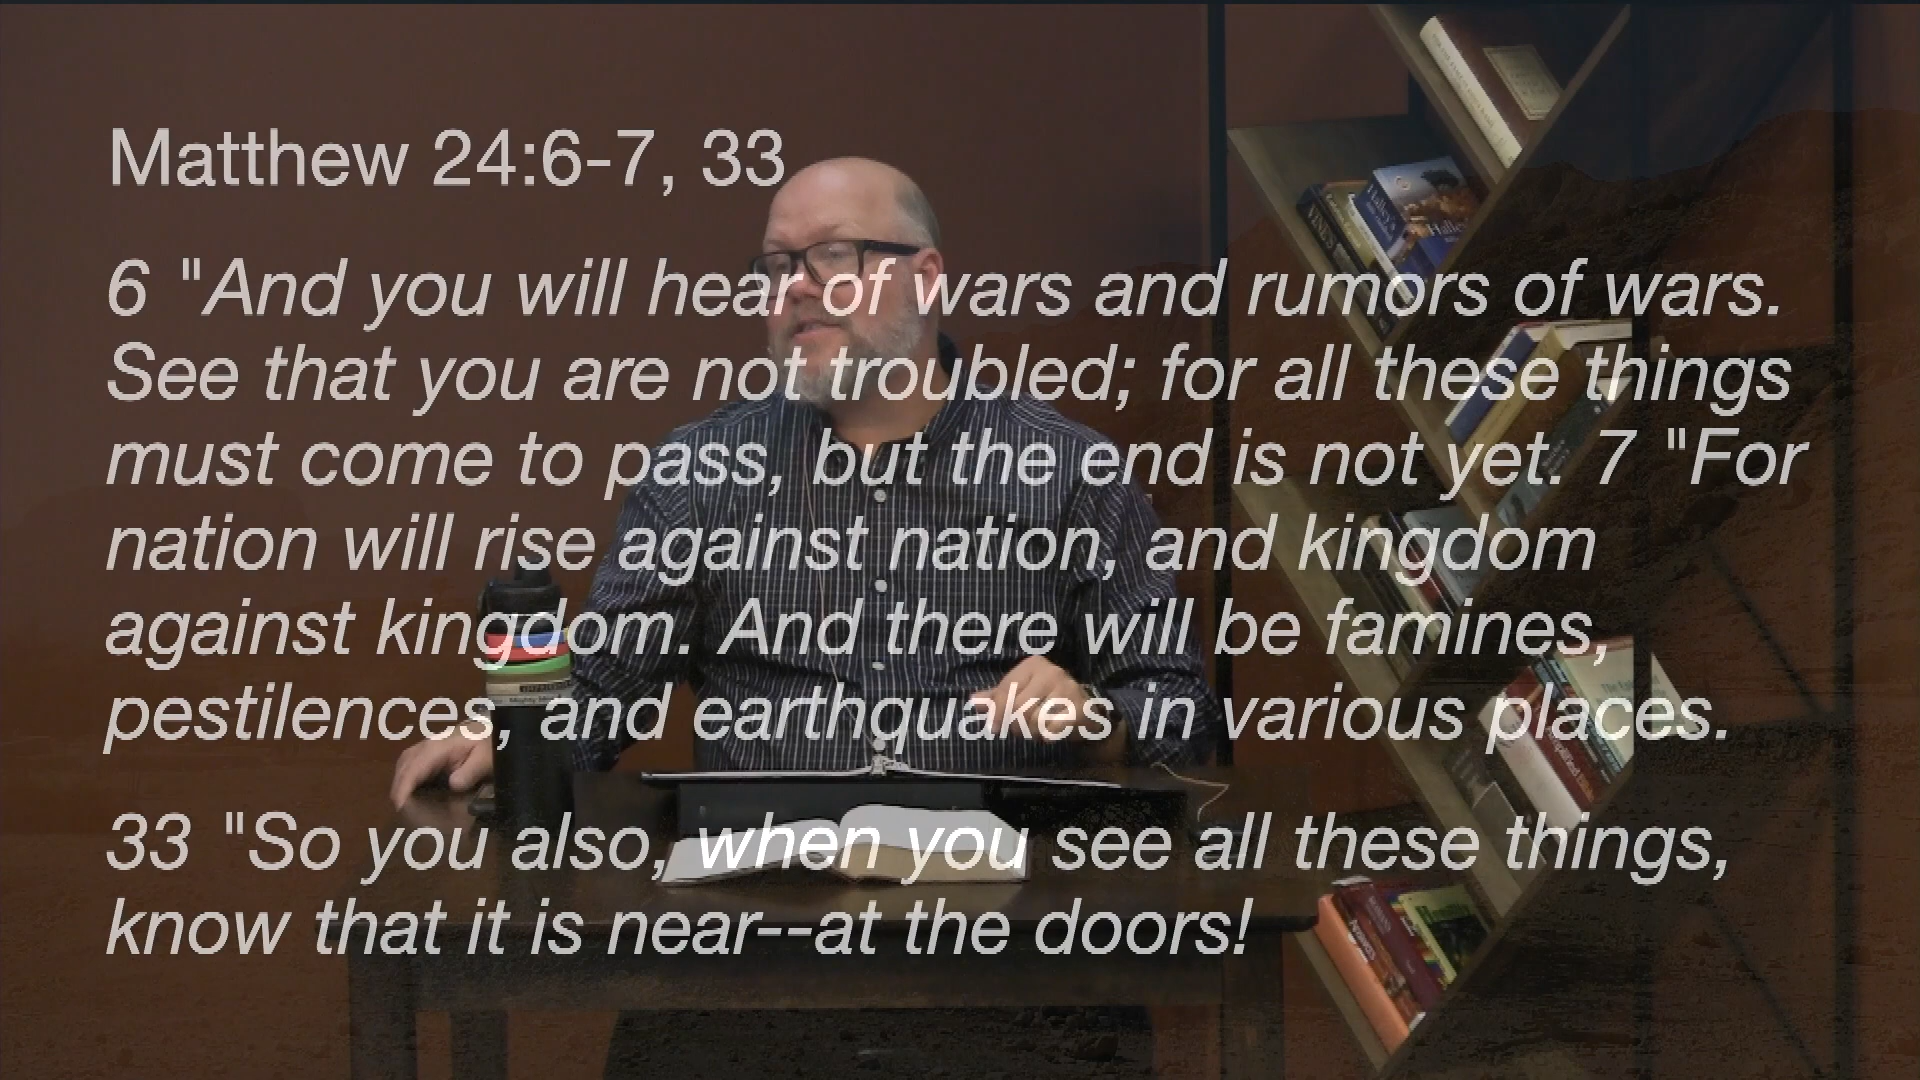 Matthew 24:6-7, 33
6 "And you will hear of wars and rumors of wars.
See that you are not troubled; for all these things
must come to pass, but the end is not yet. 7 "For
nation will rise against nation, and kingdom
against kingdom. And there will be famines,
pestilences, and earthquakes in various places.
33 "So you also, when you see all these things,
know that it is near--at the doors!
VINE'S
Halley's
Halley's